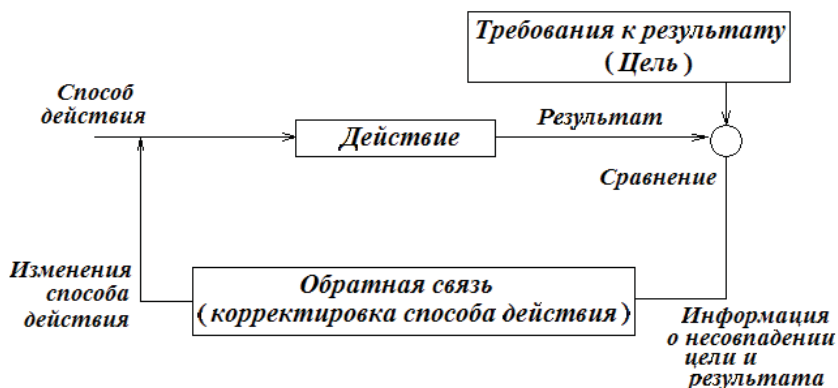 Требования к результату
( Цель )
Способ
действия
Действие
Результат
Сравнение
Изменения
способа
действия
Обратная связь
( корректировка способа действия )
Информация
о несовпадении
цели и
результата